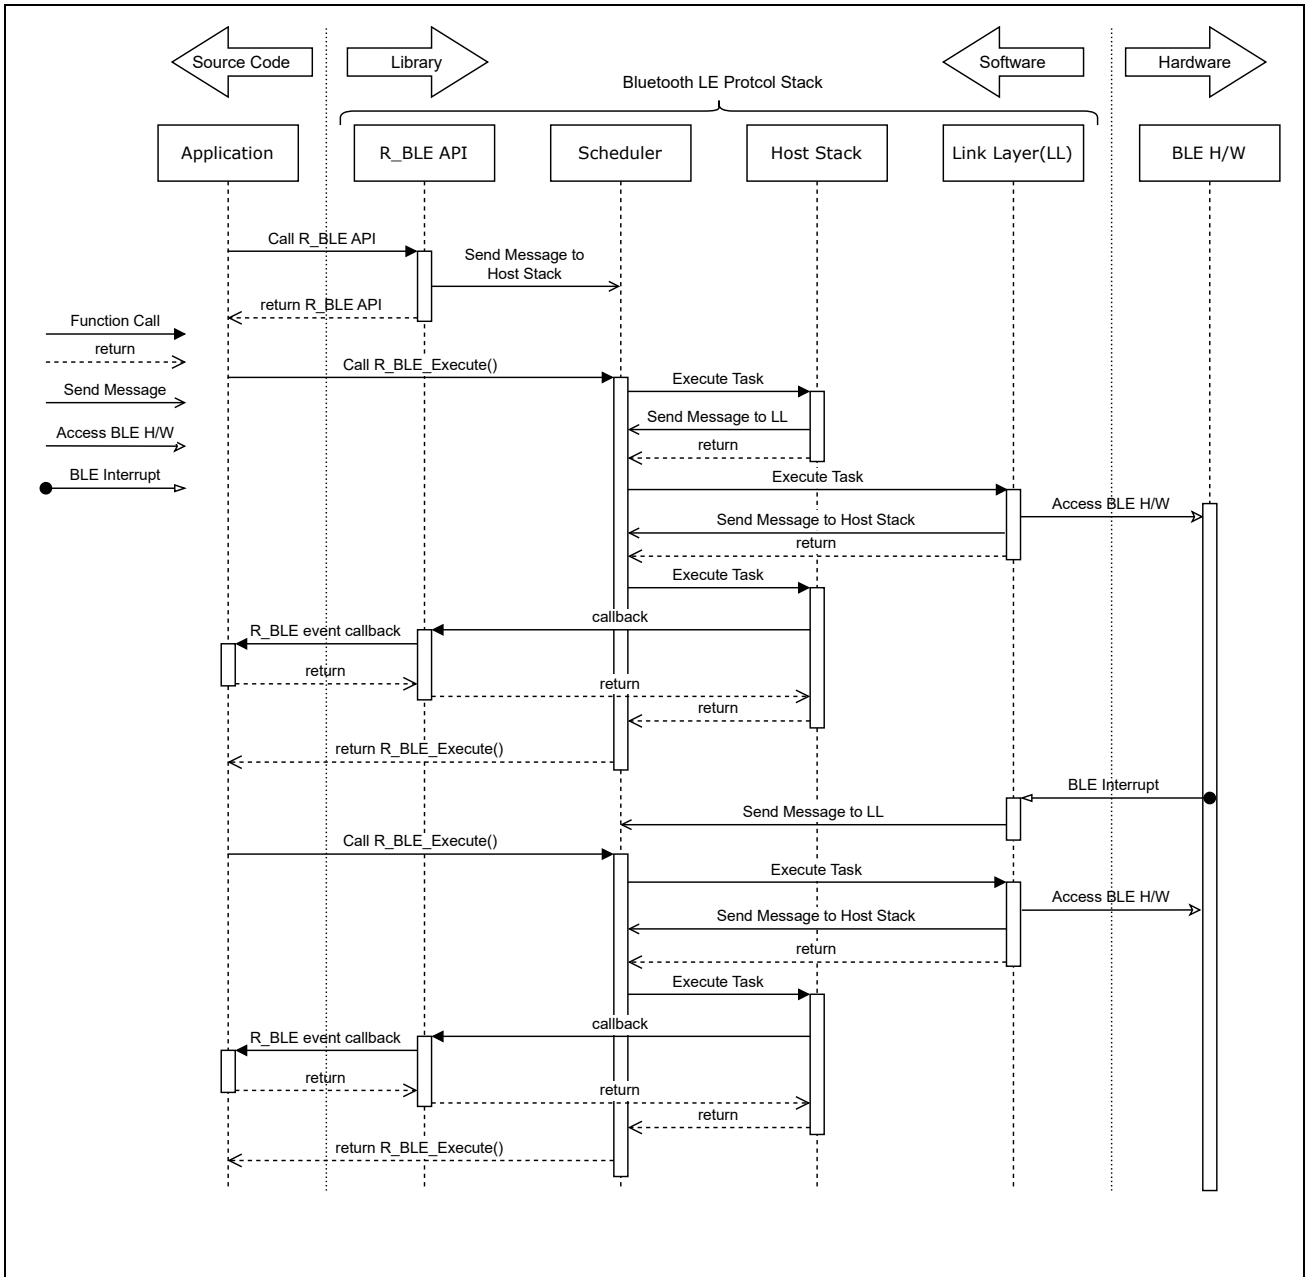 Source Code
Library
Software
Hardware
Bluetooth LE Protcol Stack
Application
R_BLE API
Scheduler
Host Stack
Link Layer(LL)
BLE H/W
Call R_BLE API
Send Message to
Host Stack
return R_BLE API
Function Call
return
Send Message
Access BLE H/W
BLE Interrupt
Call R_BLE_Execute()
Execute Task
Send Message to LL
return
Execute Task
Access BLE H/W
Send Message to Host Stack
return
Execute Task
callback
R_BLE event callback
return
return
return
return R_BLE_Execute()
BLE Interrupt
Send Message to LL
Call R_BLE_Execute()
Execute Task
Access BLE H/W
Send Message to Host Stack
return
Execute Task
callback
R_BLE event callback
return
return
return
return R_BLE_Execute()